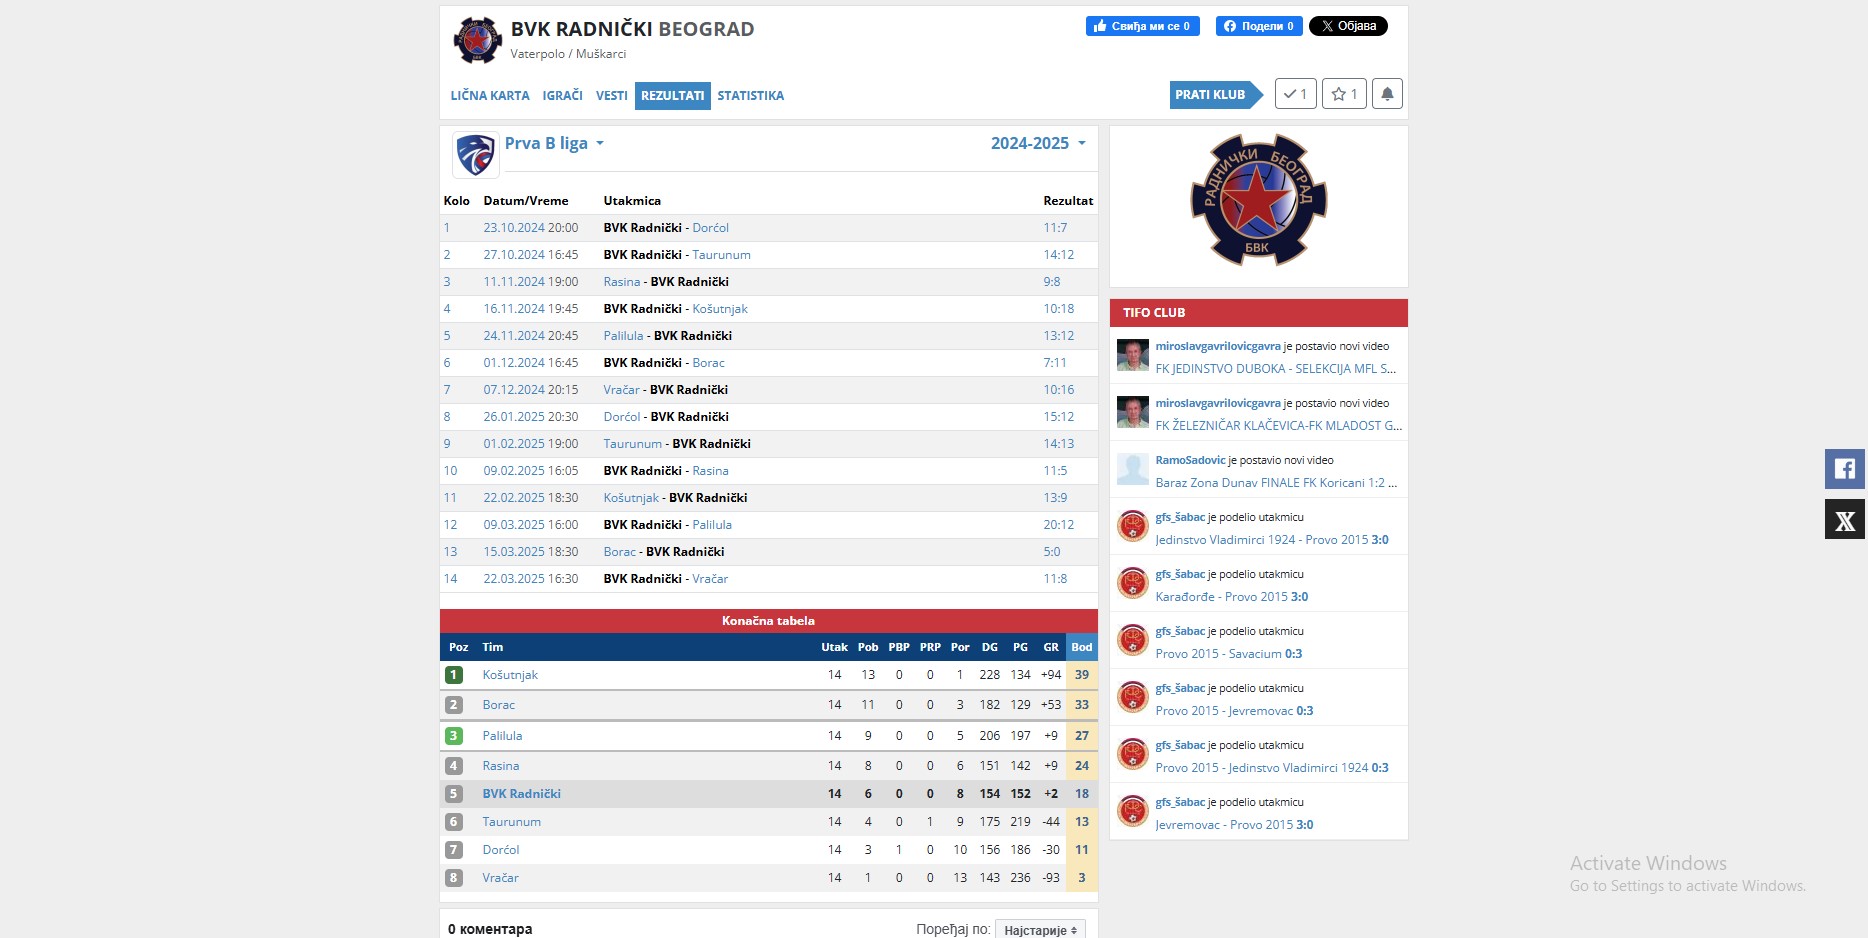 BVK RADNIČKI BEOGRAD
Vaterpolo / Muškarci
Свиђа ми се 0
Подели 0
Објава
LIČNA KARTA IGRAČI VESTI REZULTATI STATISTIKA
PRATI KLUB
1
1
Prva B liga
2024-2025
Kolo Datum/Vreme Utakmica Rezultat
1 23.10.2024 20:00 BVK Radnički - Dorćol 11:7
2 27.10.2024 16:45 BVK Radnički - Taurunum 14:12
3 11.11.2024 19:00 Rasina - BVK Radnički 9:8
4 16.11.2024 19:45 BVK Radnički - Košutnjak 10:18
5 24.11.2024 20:45 Palilula - BVK Radnički 13:12
6 01.12.2024 16:45 BVK Radnički - Borac 7:11
7 07.12.2024 20:15 Vračar - BVK Radnički 10:16
8 26.01.2025 20:30 Dorćol - BVK Radnički 15:12
9 01.02.2025 19:00 Taurunum - BVK Radnički 14:13
10 09.02.2025 16:05 BVK Radnički - Rasina 11:5
11 22.02.2025 18:30 Košutnjak - BVK Radnički 13:9
12 09.03.2025 16:00 BVK Radnički - Palilula 20:12
13 15.03.2025 18:30 Borac - BVK Radnički 5:0
14 22.03.2025 16:30 BVK Radnički - Vračar 11:8
Konačna tabela
Poz Tim Utak Pob PBP PRP Por DG PG GR Bod
1 Košutnjak 14 13 0 0 1 228 134 +94 39
2 Borac 14 11 0 0 3 182 129 +53 33
3 Palilula 14 9 0 0 5 206 197 +9 27
4 Rasina 14 8 0 0 6 151 142 +9 24
5 BVK Radnički 14 6 0 0 8 154 152 +2 18
6 Taurunum 14 4 0 1 9 175 219 -44 13
7 Dorćol 14 3 1 0 10 156 186 -30 11
8 Vračar 14 1 0 0 13 143 236 -93 3
0 коментара
Поређај по: Најстарије
РАДНИЧКИ БЕОГРАД
БВК
TIFO CLUB
miroslavgavrilovicgavra je postavio novi video
FK JEDINSTVO DUBOKA - SELEKCIJA MFL S...
miroslavgavrilovicgavra je postavio novi video
FK ŽELEZNIČAR KLAČEVICA-FK MLADOST G...
RamoSadovic je postavio novi video
Baraz Zona Dunav FINALE FK Koricani 1:2 ...
gfs_šabac je podelio utakmicu
Jedinstvo Vladimirci 1924 - Provo 2015 3:0
gfs_šabac je podelio utakmicu
Karađorđe - Provo 2015 3:0
gfs_šabac je podelio utakmicu
Provo 2015 - Savacium 0:3
gfs_šabac je podelio utakmicu
Provo 2015 - Jevremovac 0:3
gfs_šabac je podelio utakmicu
Provo 2015 - Jedinstvo Vladimirci 1924 0:3
gfs_šabac je podelio utakmicu
Jevremovac - Provo 2015 3:0
Activate Windows
Go to Settings to activate Windows.